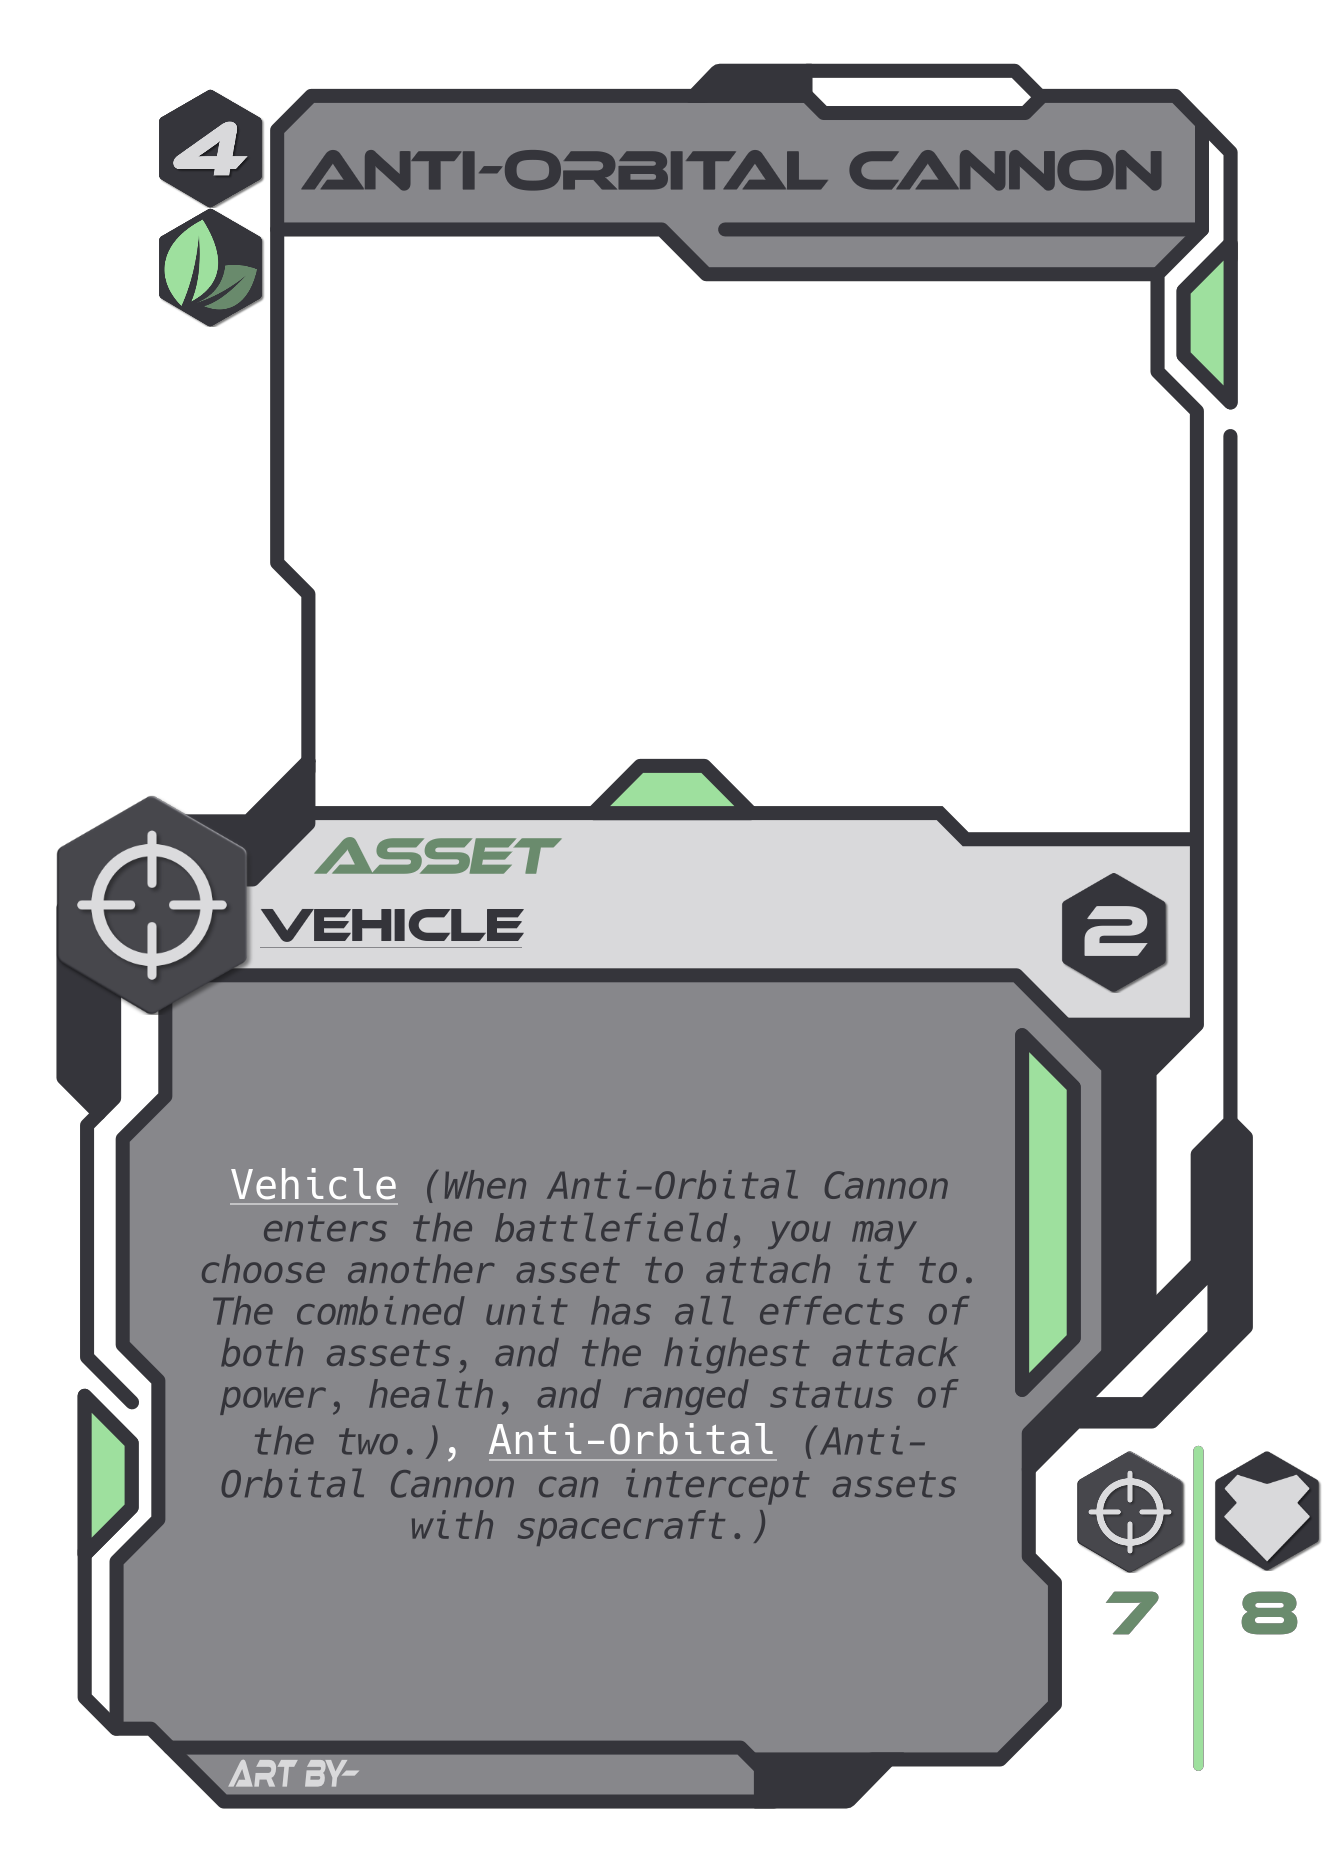 4
ANTI-ORBITAL CANNON
ASSET
VEHICLE
2
Vehicle (When Anti-Orbital Cannon
enters the battlefield, you may
choose another asset to attach it to.
The combined unit has all effects of
both assets, and the highest attack
power, health, and ranged status of
the two.), Anti-Orbital (Anti-
Orbital Cannon can intercept assets
with spacecraft.)
7 8
ART BY-